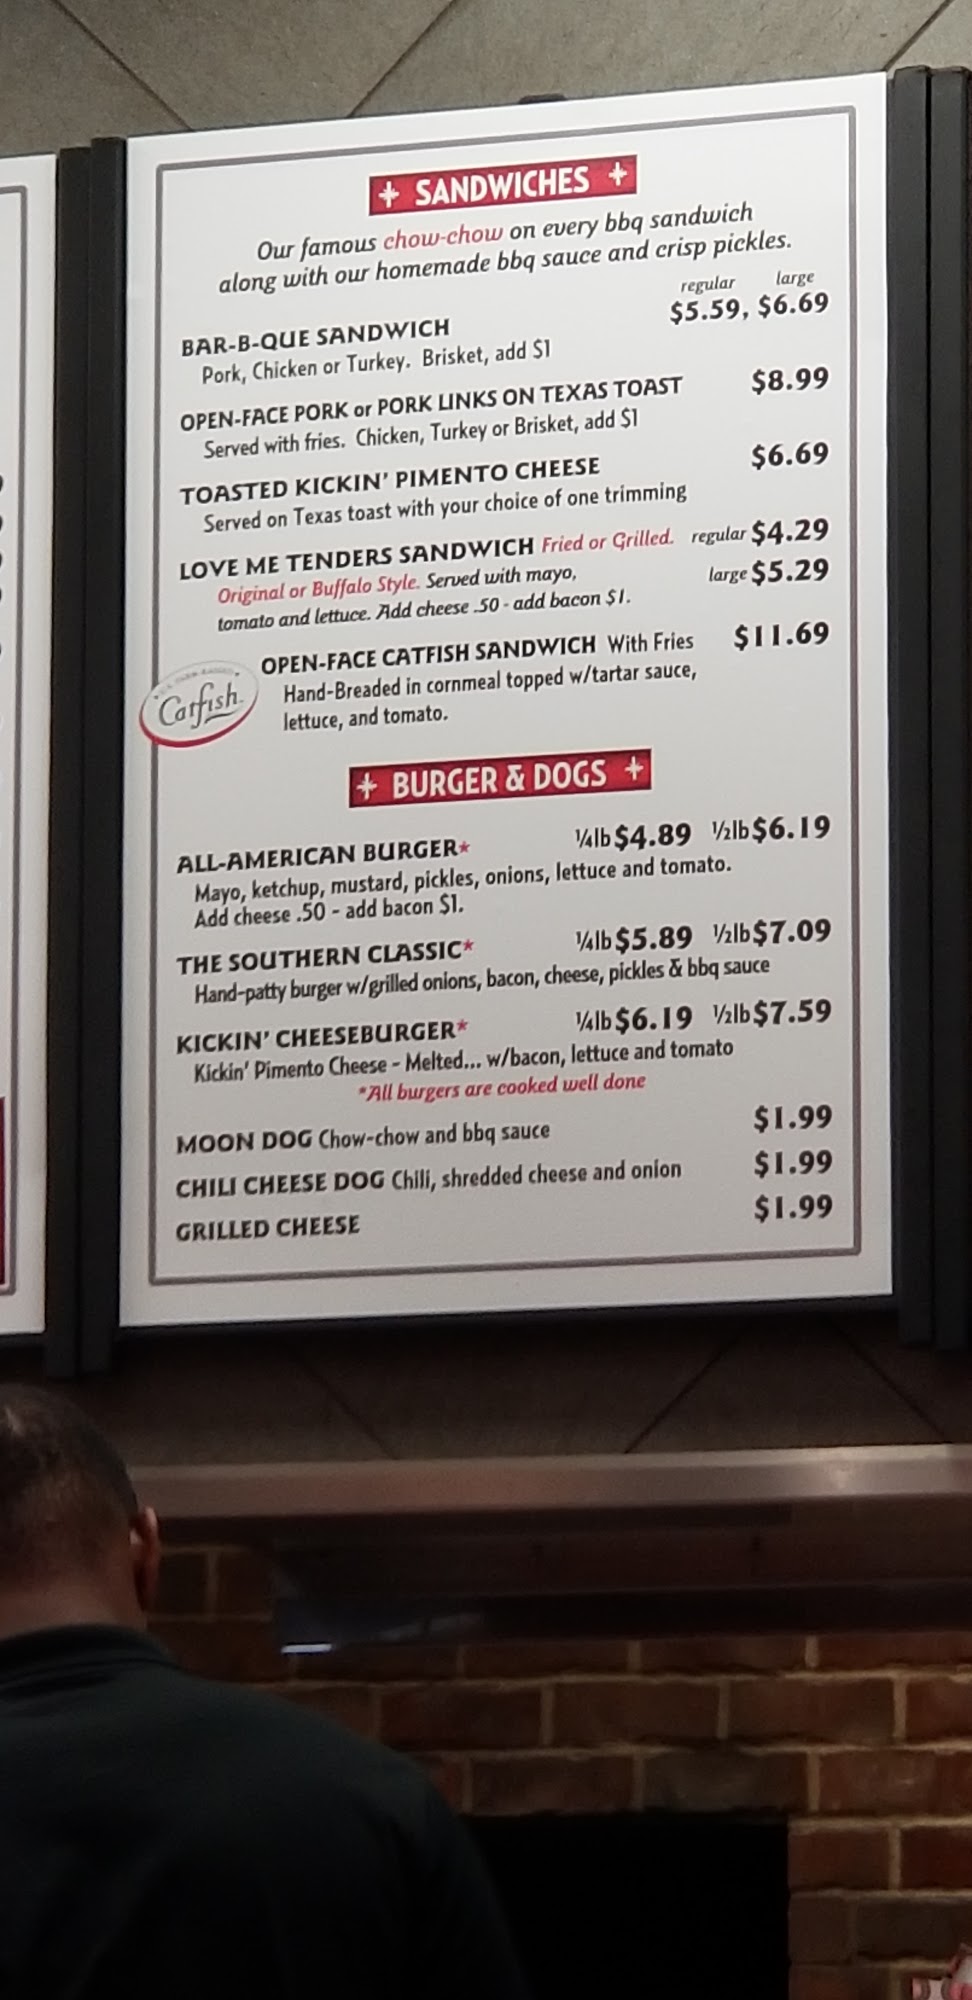 SANDWICHES
Our famous chow-chow on every bbq sandwich
along with our homemade bbq sauce and crisp pickles.
regular large
BAR-B-QUE SANDWICH $5.59, $6.69
Pork, Chicken or Turkey. Brisket, add $1
OPEN-FACE PORK or PORK LINKS ON TEXAS TOAST $8.99
Served with fries. Chicken, Turkey or Brisket, add $1
TOASTED KICKIN' PIMENTO CHEESE $6.69
Served on Texas toast with your choice of one trimming
LOVE ME TENDERS SANDWICH Fried or Grilled. regular $4.29
Original or Buffalo Style. Served with mayo, large $5.29
tomato and lettuce. Add cheese .50 - add bacon $1.
OPEN-FACE CATFISH SANDWICH With Fries $11.69
Catfish
Hand-Breaded in cornmeal topped w/tartar sauce,
lettuce, and tomato.
BURGER & DOGS
ALL-AMERICAN BURGER* ¼lb $4.89 ½lb $6.19
Mayo, ketchup, mustard, pickles, onions, lettuce and tomato.
Add cheese .50 - add bacon $1.
THE SOUTHERN CLASSIC* ¼lb $5.89 ½lb $7.09
Hand-patty burger w/grilled onions, bacon, cheese, pickles & bbq sauce
KICKIN' CHEESEBURGER* ¼lb $6.19 ½lb $7.59
Kickin' Pimento Cheese - Melted... w/bacon, lettuce and tomato
*All burgers are cooked well done
MOON DOG Chow-chow and bbq sauce $1.99
CHILI CHEESE DOG Chili, shredded cheese and onion $1.99
GRILLED CHEESE $1.99